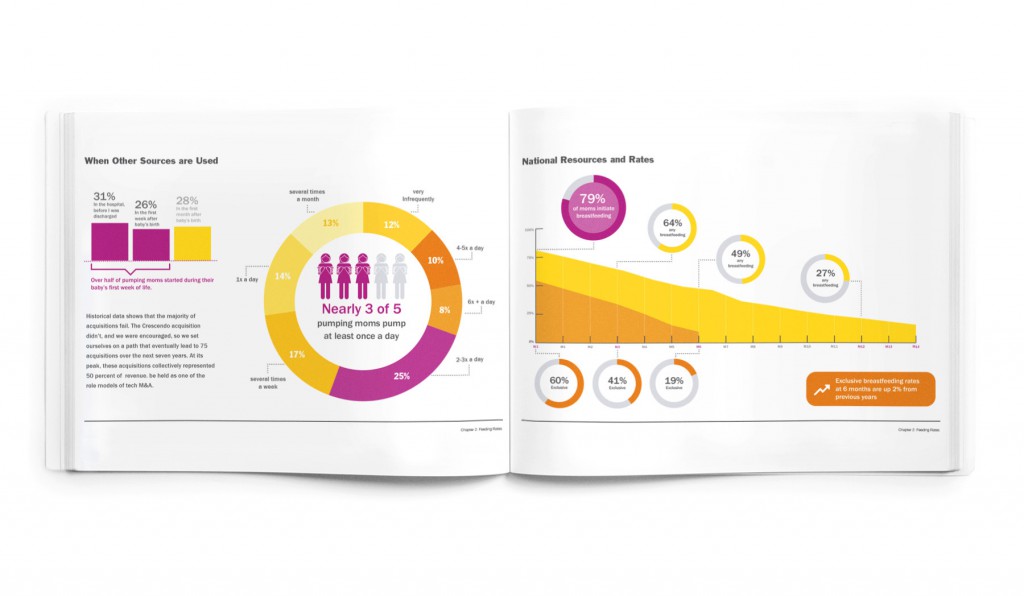 When Other Sources are Used
31%
In the hospital,
before I was
discharged
26%
In the first
week after
baby's birth
28%
In the first
month after
baby's birth
Over half of pumping moms started during their
baby's first week of life.
Historical data shows that the majority of
acquisitions fail. The Crescendo acquisition
didn't, and we were encouraged, so we set
ourselves on a path that eventually lead to 75
acquisitions over the next seven years. At its
peak, these acquisitions collectively represented
50 percent of revenue. be held as one of the
role models of tech M&A.
several times
a month
very
Infrequently
13%
12%
4-5x a day
10%
1x a day
14%
6x + a day
8%
Nearly 3 of 5
pumping moms pump
at least once a day
17%
several times
a week
25%
2-3x a day
Chapter 2 Feeding Rates
National Resources and Rates
79%
of moms initiate
breastfeeding
64%
any
breastfeeding
49%
any
breastfeeding
27%
any
breastfeeding
100%
75%
50%
25%
60%
Exclusive
41%
Exclusive
19%
Exclusive
Exclusive breastfeeding rates
at 6 months are up 2% from
previous years
Chapter 2 Feeding Rates